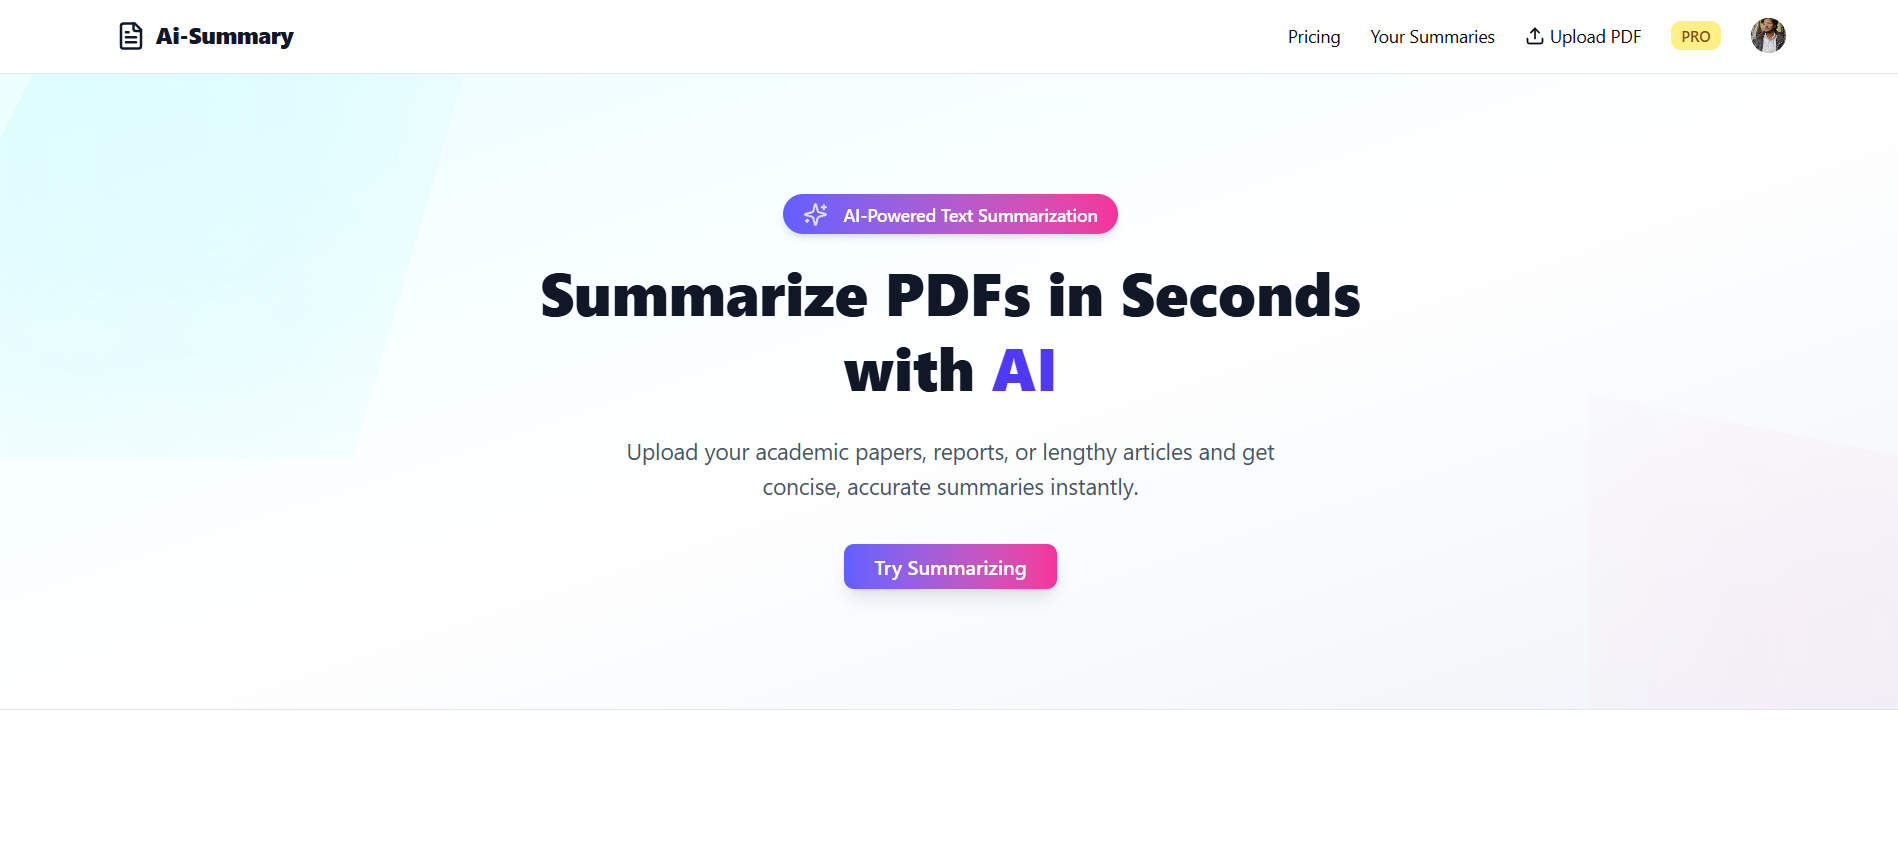 Ai-Summary
Pricing
Your Summaries
Upload PDF
PRO
AI-Powered Text Summarization
Summarize PDFs in Seconds
with AI
Upload your academic papers, reports, or lengthy articles and get
concise, accurate summaries instantly.
Try Summarizing